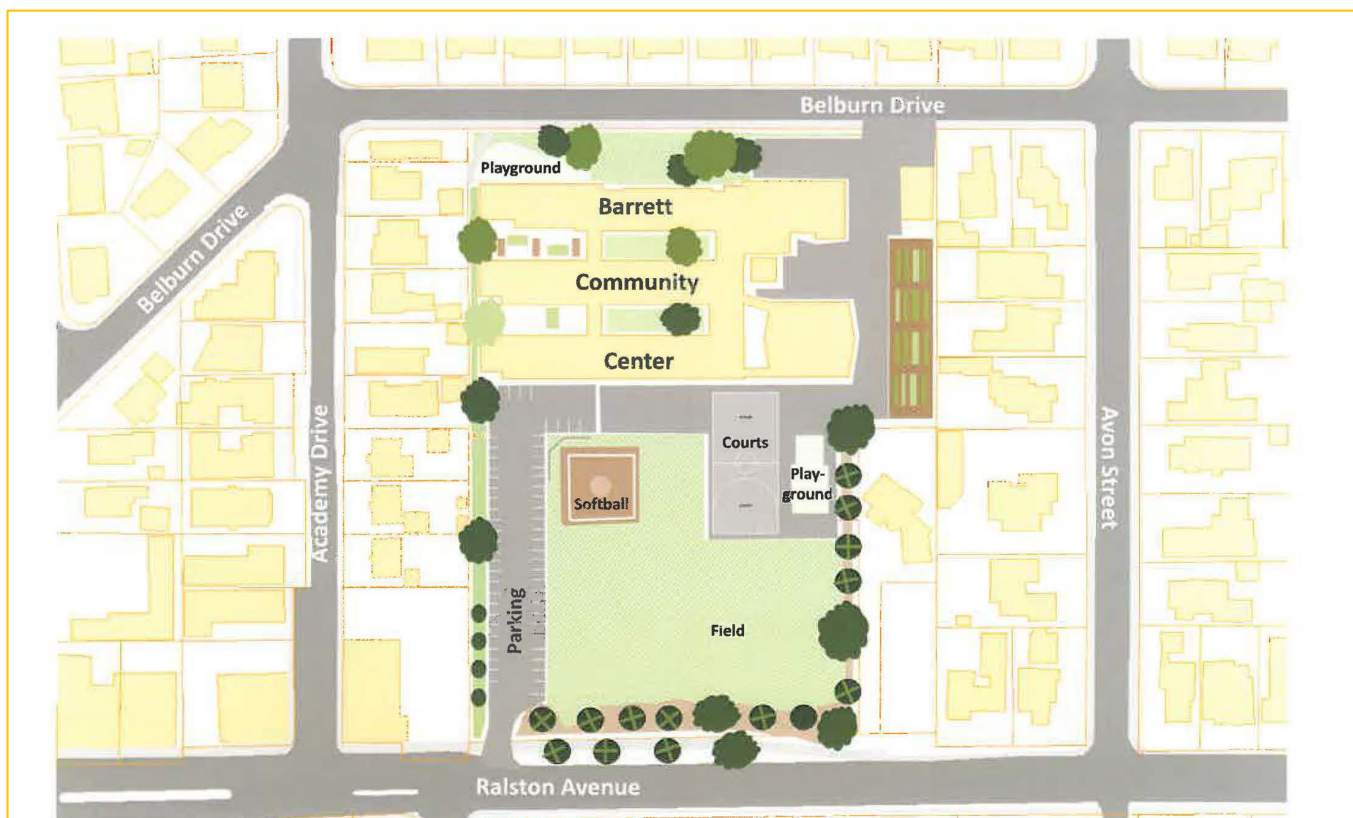 Belburn Drive
Playground
Barrett
Belburn Drive
Community
Center
Courts
Play-
ground
Softball
Academy Drive
Avon Street
Parking
Field
Ralston Avenue